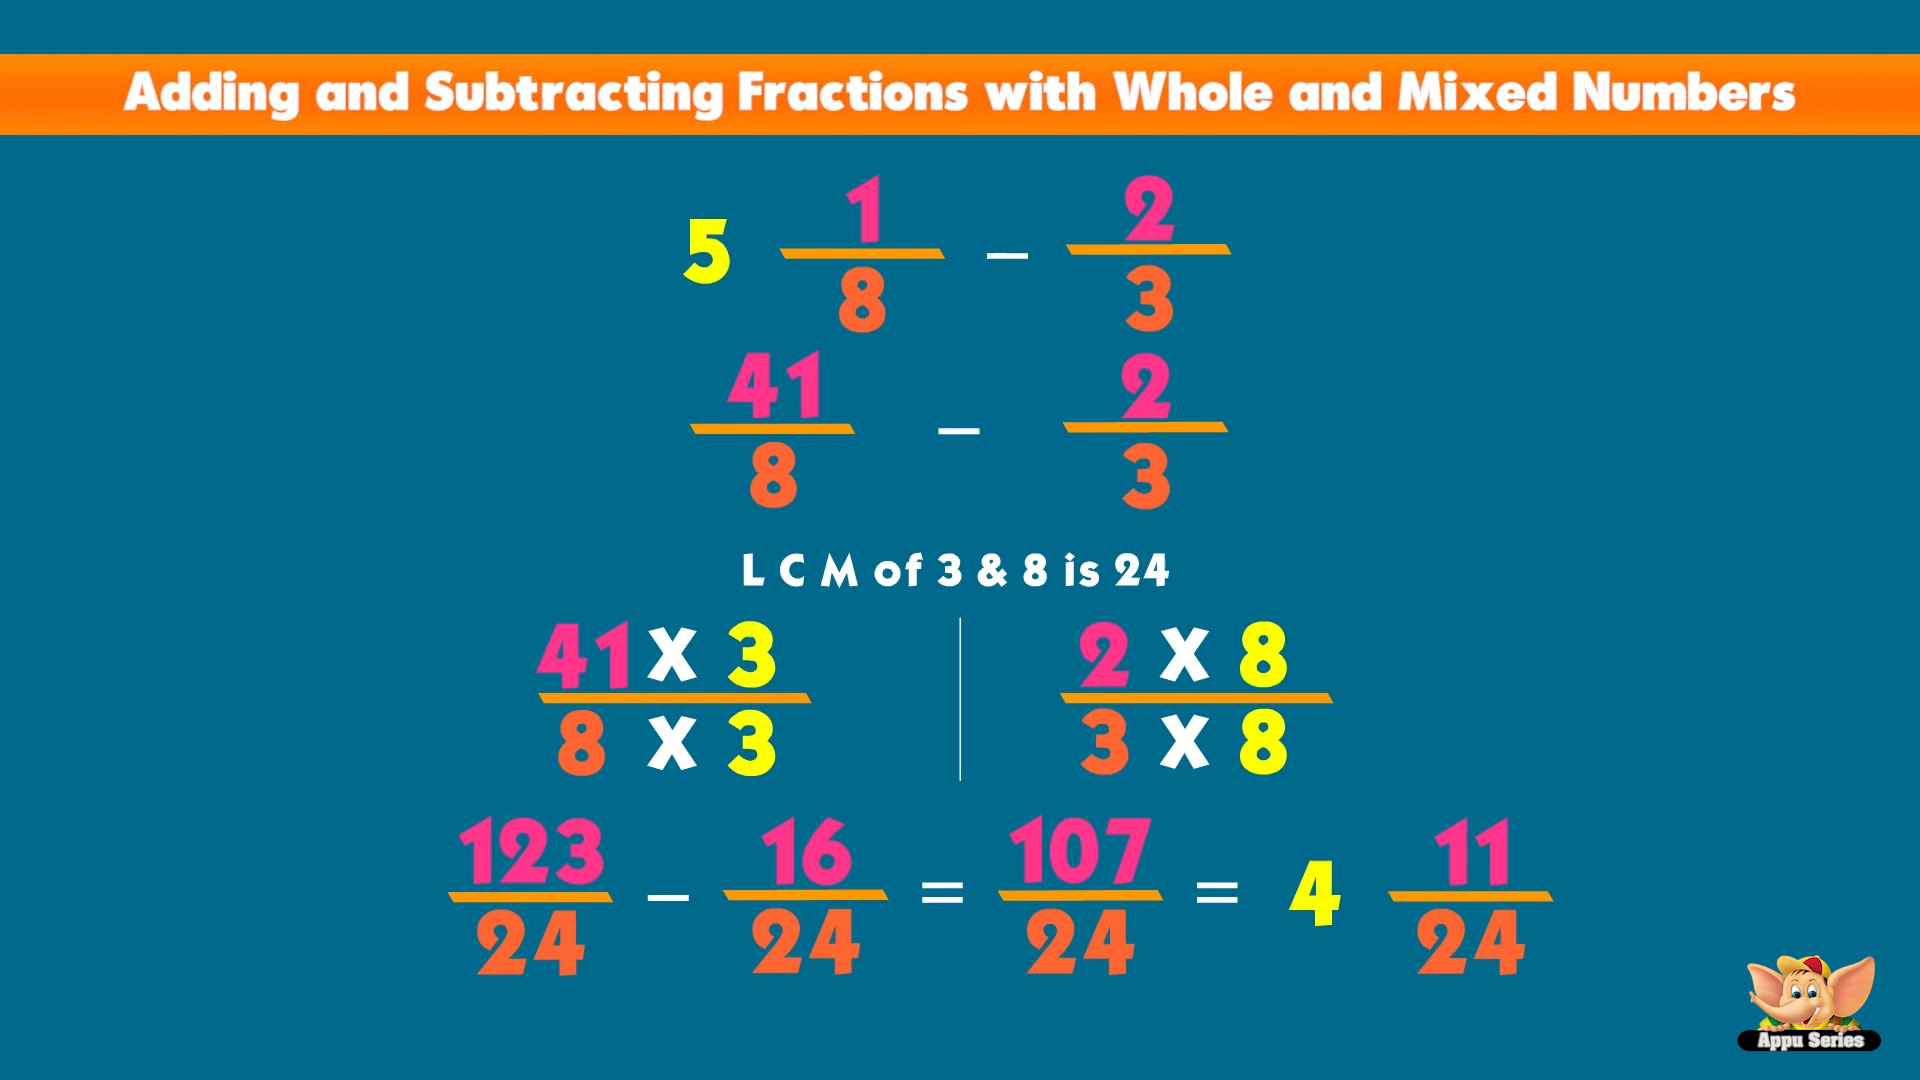 Adding and Subtracting Fractions with Whole and Mixed Numbers
5 1/8 – 2/3
41/8 – 2/3
L C M of 3 & 8 is 24
41 X 3 / 8 X 3 | 2 X 8 / 3 X 8
123/24 – 16/24 = 107/24 = 4 11/24
Appu Series